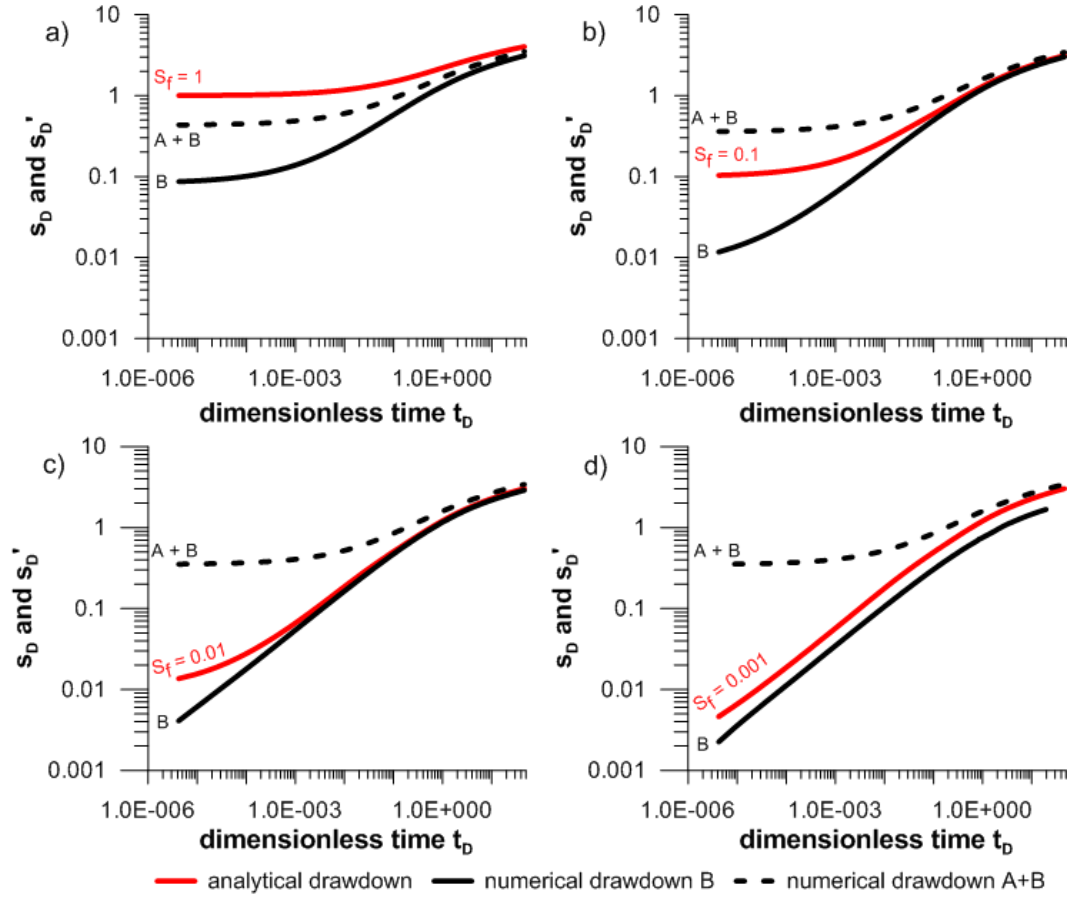 a)
10
1
0.1
0.01
0.001
s_D and s_D'
S_f = 1
A + B
B
1.0E-006 1.0E-003 1.0E+000
dimensionless time t_D
b)
10
1
0.1
0.01
0.001
s_D and s_D'
A + B
S_f = 0.1
B
1.0E-006 1.0E-003 1.0E+000
dimensionless time t_D
c)
10
1
0.1
0.01
0.001
s_D and s_D'
A + B
S_f = 0.01
B
1.0E-006 1.0E-003 1.0E+000
dimensionless time t_D
d)
10
1
0.1
0.01
0.001
s_D and s_D'
A + B
S_f = 0.001
B
1.0E-006 1.0E-003 1.0E+000
dimensionless time t_D
analytical drawdown numerical drawdown B numerical drawdown A+B